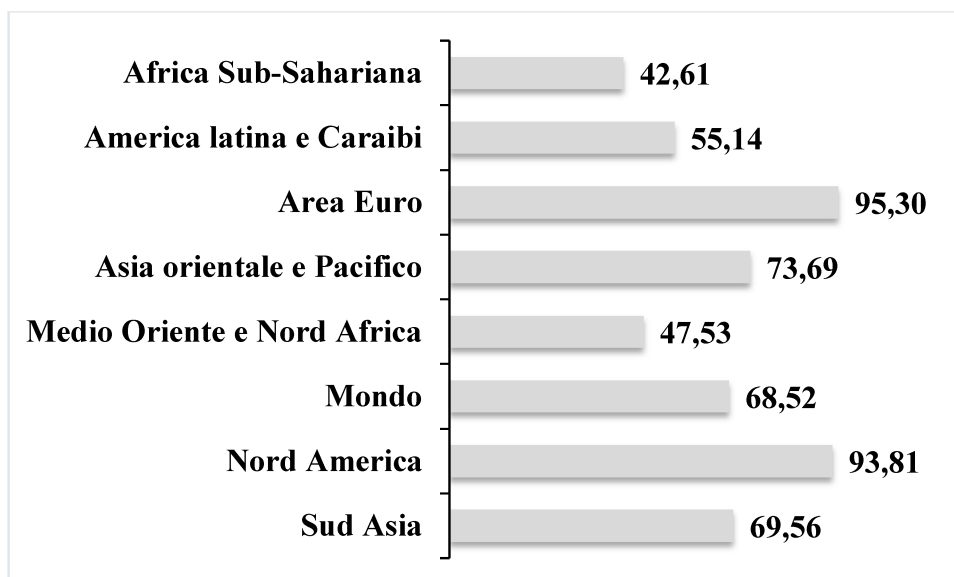 Africa Sub-Sahariana 42,61
America latina e Caraibi 55,14
Area Euro 95,30
Asia orientale e Pacifico 73,69
Medio Oriente e Nord Africa 47,53
Mondo 68,52
Nord America 93,81
Sud Asia 69,56